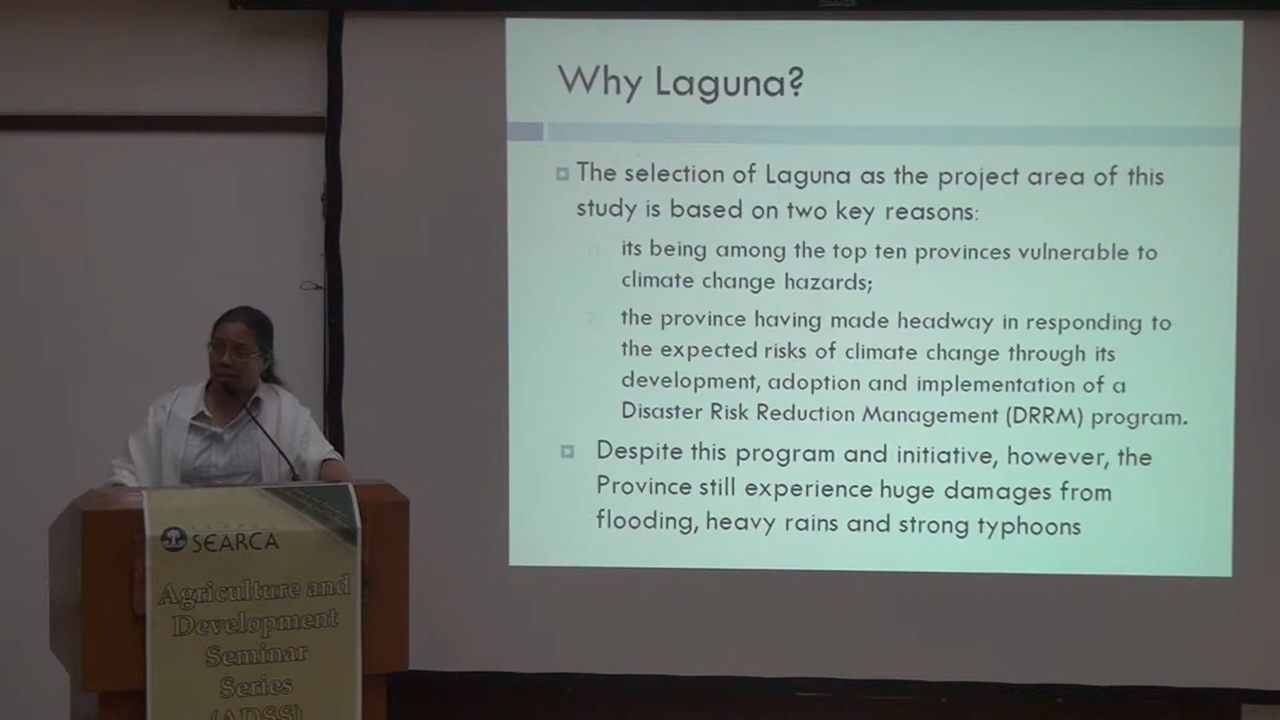 Why Laguna?
The selection of Laguna as the project area of this
study is based on two key reasons:
its being among the top ten provinces vulnerable to
climate change hazards;
the province having made headway in responding to
the expected risks of climate change through its
development, adoption and implementation of a
Disaster Risk Reduction Management (DRRM) program.
Despite this program and initiative, however, the
Province still experience huge damages from
flooding, heavy rains and strong typhoons
SEARCA
Agriculture and
Development
Seminar
Series
(ADSS)